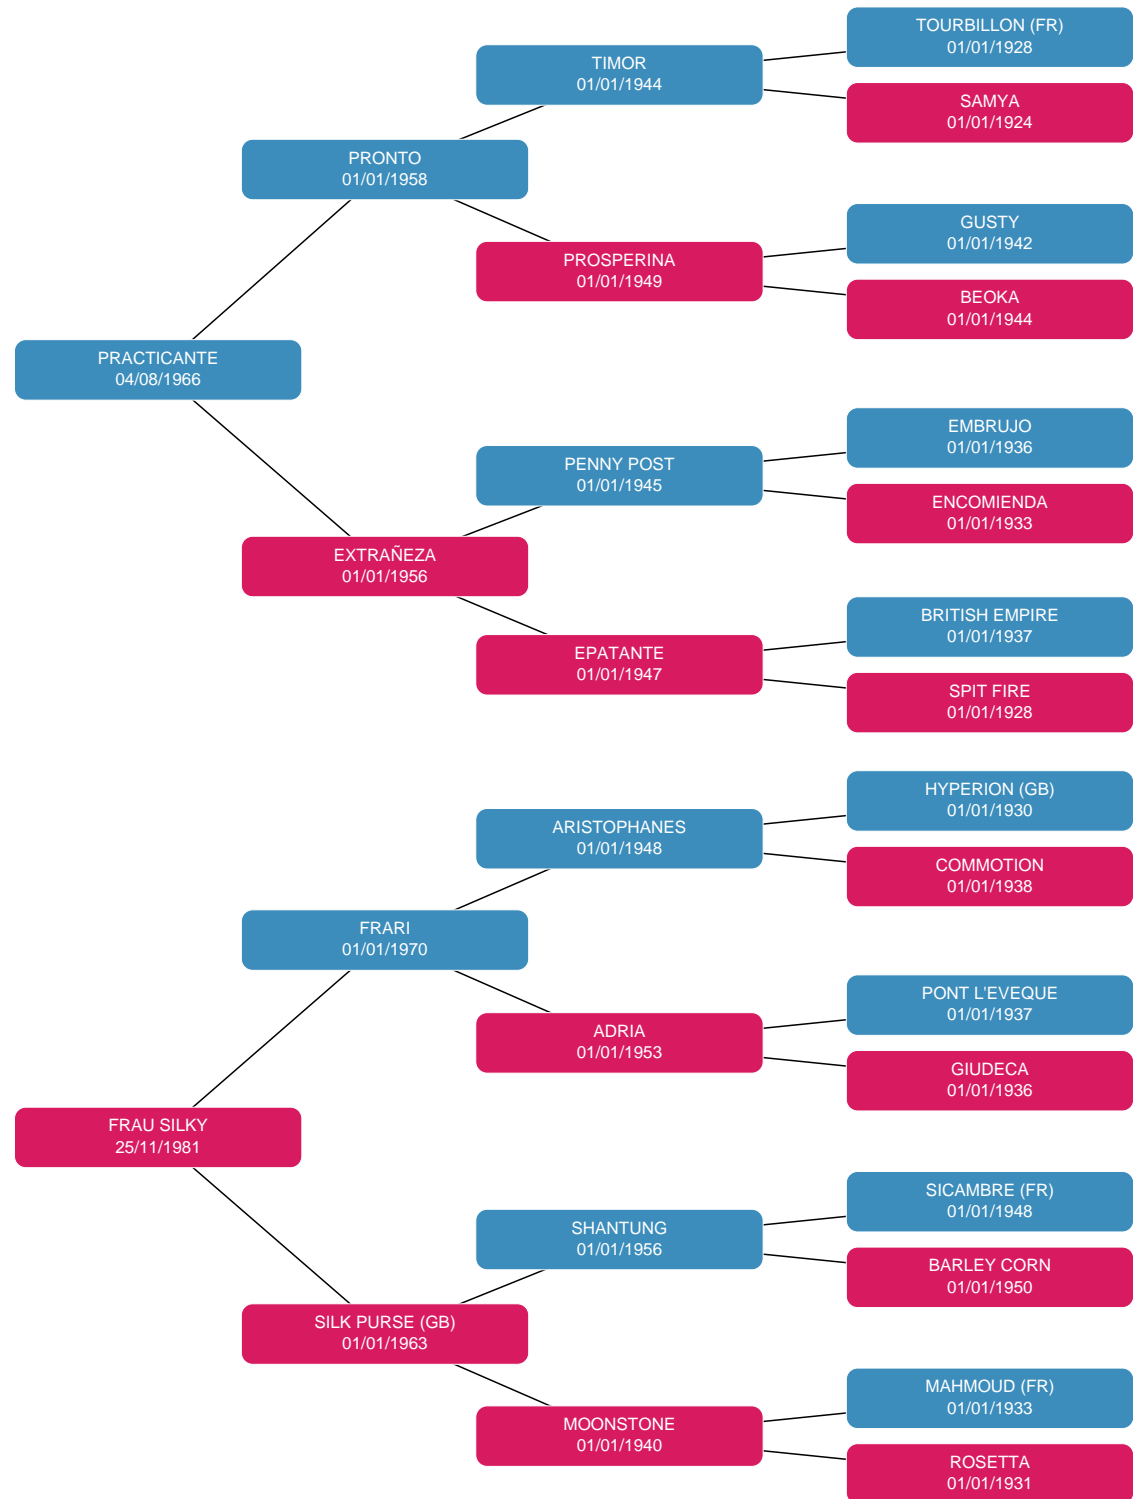 TOURBILLON (FR)
01/01/1928
TIMOR
01/01/1944
SAMYA
01/01/1924
PRONTO
01/01/1958
GUSTY
01/01/1942
PROSPERINA
01/01/1949
BEOKA
01/01/1944
PRACTICANTE
04/08/1966
EMBRUJO
01/01/1936
PENNY POST
01/01/1945
ENCOMIENDA
01/01/1933
EXTRAÑEZA
01/01/1956
BRITISH EMPIRE
01/01/1937
EPATANTE
01/01/1947
SPIT FIRE
01/01/1928
HYPERION (GB)
01/01/1930
ARISTOPHANES
01/01/1948
COMMOTION
01/01/1938
FRARI
01/01/1970
PONT L'EVEQUE
01/01/1937
ADRIA
01/01/1953
GIUDECA
01/01/1936
FRAU SILKY
25/11/1981
SICAMBRE (FR)
01/01/1948
SHANTUNG
01/01/1956
BARLEY CORN
01/01/1950
SILK PURSE (GB)
01/01/1963
MAHMOUD (FR)
01/01/1933
MOONSTONE
01/01/1940
ROSETTA
01/01/1931